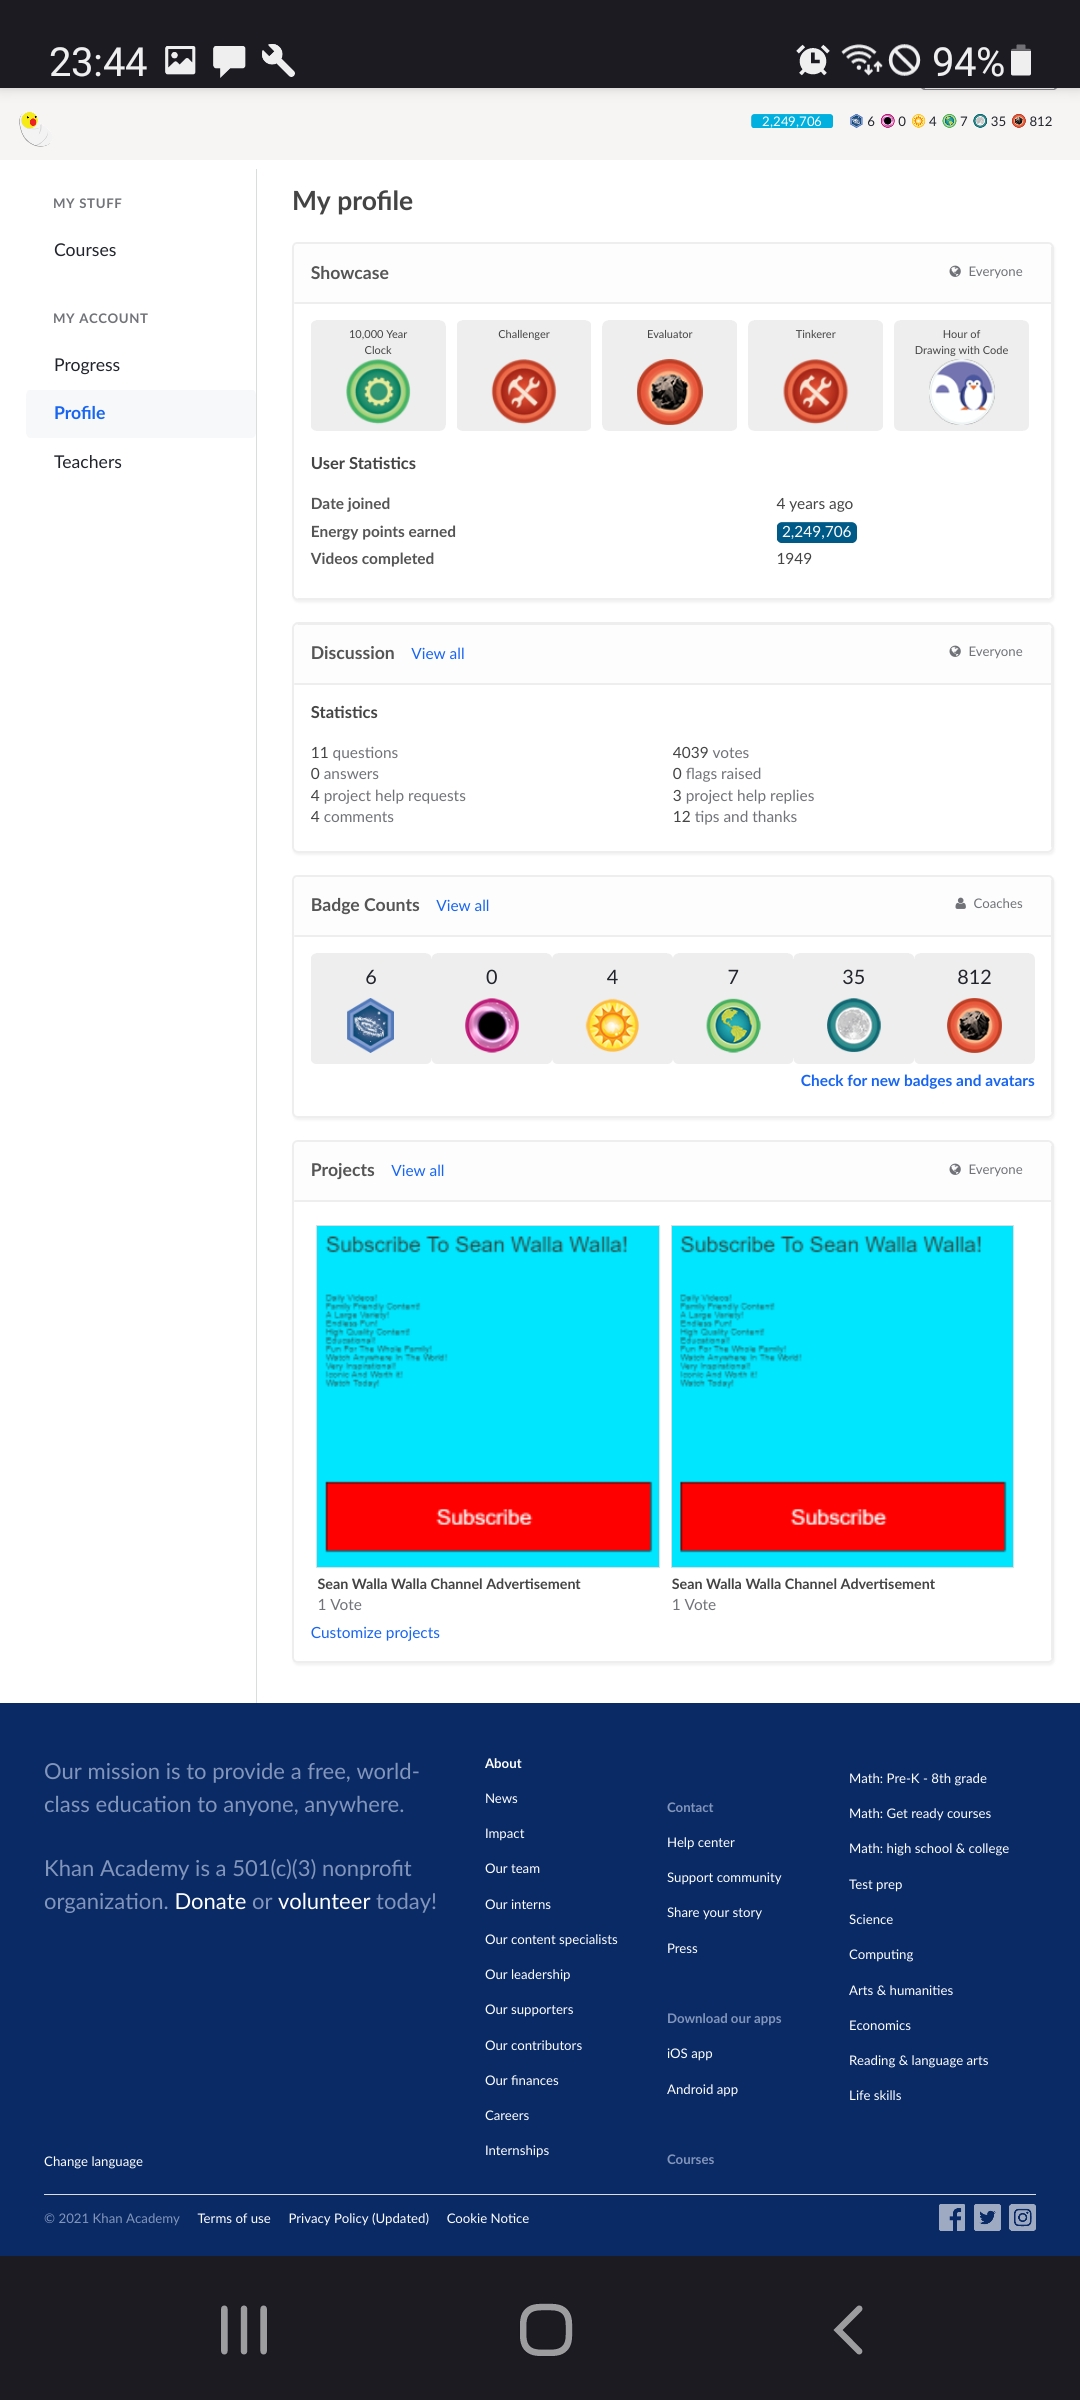 23:44
94%
2,249,706 6 0 4 7 35 812
MY STUFF
Courses
MY ACCOUNT
Progress
Profile
Teachers
My profile
Showcase
Everyone
10,000 Year
Clock
Challenger
Evaluator
Tinkerer
Hour of
Drawing with Code
User Statistics
Date joined 4 years ago
Energy points earned 2,249,706
Videos completed 1949
Discussion View all
Everyone
Statistics
11 questions
0 answers
4 project help requests
4 comments
4039 votes
0 flags raised
3 project help replies
12 tips and thanks
Badge Counts View all
Coaches
6 0 4 7 35 812
Check for new badges and avatars
Projects View all
Everyone
Subscribe To Sean Walla Walla!
Daily Videos!
Family Friendly Content!
A Large Variety!
Endless Fun!
High Quality Content!
Educational!
Fun For The Whole Family!
Watch Anywhere In The World!
Very Inspirational!
Iconic And Worth it!
Watch Today!
Subscribe
Sean Walla Walla Channel Advertisement
1 Vote
Subscribe To Sean Walla Walla!
Daily Videos!
Family Friendly Content!
A Large Variety!
Endless Fun!
High Quality Content!
Educational!
Fun For The Whole Family!
Watch Anywhere In The World!
Very Inspirational!
Iconic And Worth it!
Watch Today!
Subscribe
Sean Walla Walla Channel Advertisement
1 Vote
Customize projects
Our mission is to provide a free, world-
class education to anyone, anywhere.
Khan Academy is a 501(c)(3) nonprofit
organization. Donate or volunteer today!
Change language
About
News
Impact
Our team
Our interns
Our content specialists
Our leadership
Our supporters
Our contributors
Our finances
Careers
Internships
Contact
Help center
Support community
Share your story
Press
Download our apps
iOS app
Android app
Courses
Math: Pre-K - 8th grade
Math: Get ready courses
Math: high school & college
Test prep
Science
Computing
Arts & humanities
Economics
Reading & language arts
Life skills
© 2021 Khan Academy Terms of use Privacy Policy (Updated) Cookie Notice